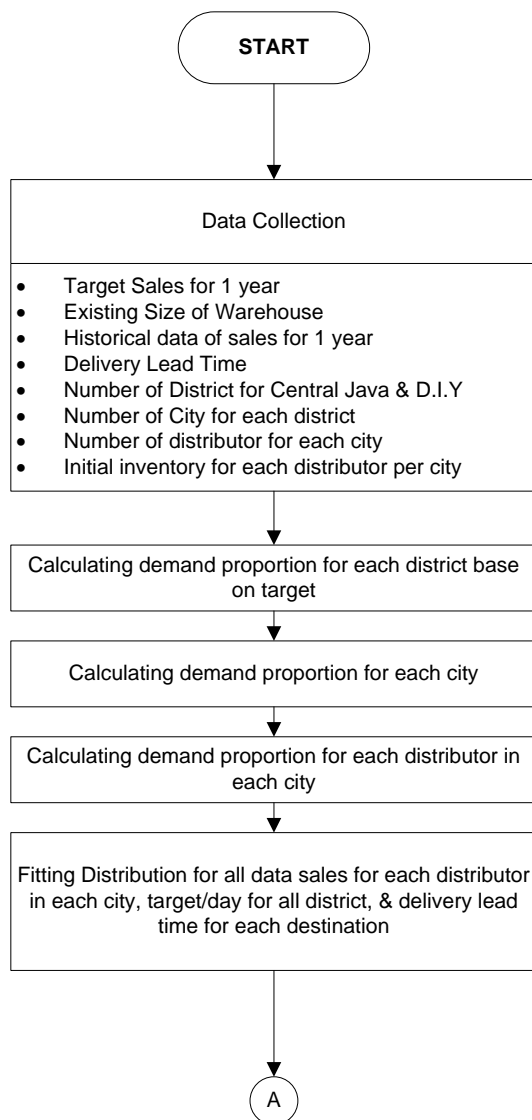 START
Data Collection
• Target Sales for 1 year
• Existing Size of Warehouse
• Historical data of sales for 1 year
• Delivery Lead Time
• Number of District for Central Java & D.I.Y
• Number of City for each district
• Number of distributor for each city
• Initial inventory for each distributor per city
Calculating demand proportion for each district base
on target
Calculating demand proportion for each city
Calculating demand proportion for each distributor in
each city
Fitting Distribution for all data sales for each distributor
in each city, target/day for all district, & delivery lead
time for each destination
A